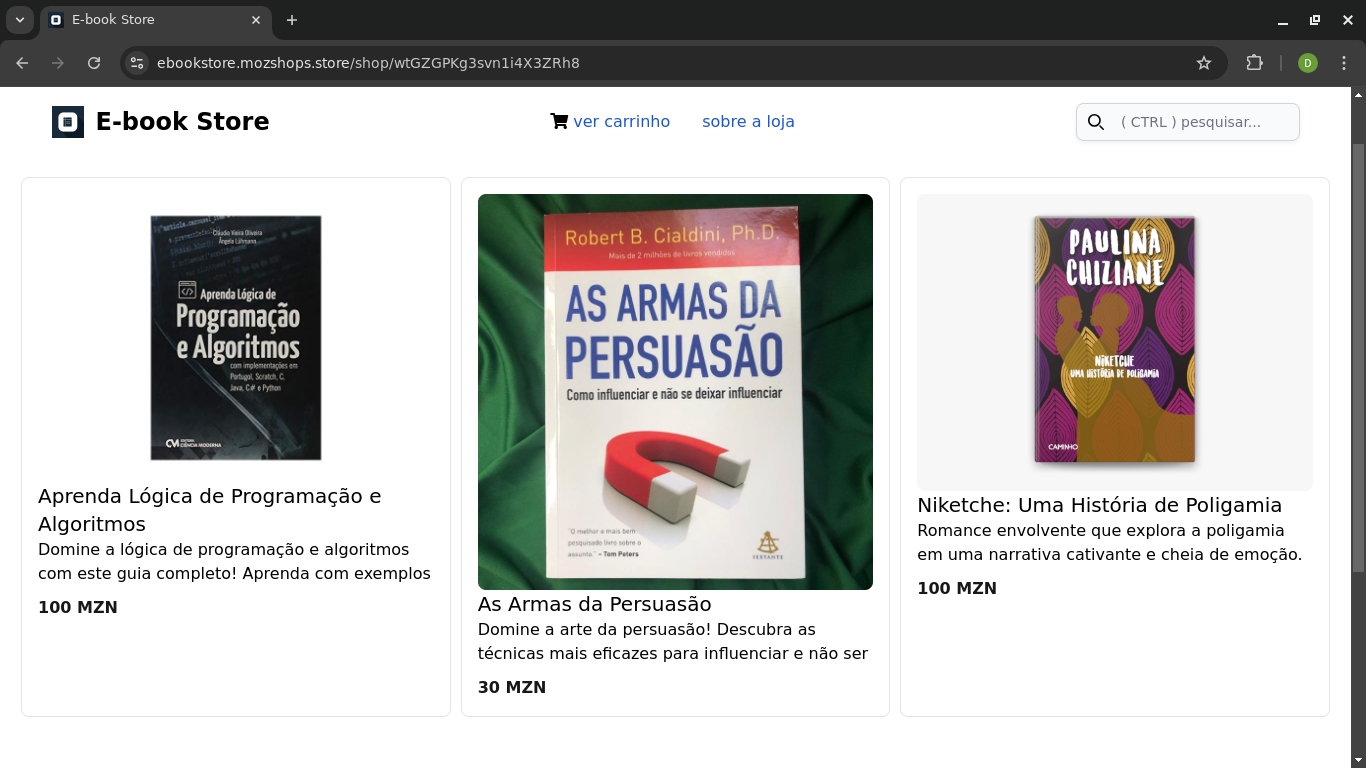 E-book Store
ebookstore.mozshops.store/shop/wtGZGPKg3svn1i4X3ZRh8
D
E-book Store
ver carrinho
sobre a loja
( CTRL ) pesquisar...
Cláudio Vieira Oliveira
Ângela Lühmann
Aprenda Lógica de
Programação
e Algoritmos
com implementações em
Portugol, Scratch, C,
Java, C# e Python
EDITORA
CIÊNCIA MODERNA
Aprenda Lógica de Programação e
Algoritmos
Domine a lógica de programação e algoritmos
com este guia completo! Aprenda com exemplos
100 MZN
Robert B. Cialdini, Ph.D.
Mais de 2 milhões de livros vendidos
AS ARMAS DA
PERSUASÃO
Como influenciar e não se deixar influenciar
"O melhor e mais bem
pesquisado livro sobre o
assunto." – Tom Peters
SEXTANTE
As Armas da Persuasão
Domine a arte da persuasão! Descubra as
técnicas mais eficazes para influenciar e não ser
30 MZN
PAULINA
CHIZIANE
NIKETCHE
UMA HISTÓRIA DE POLIGAMIA
CAMINHO
Niketche: Uma História de Poligamia
Romance envolvente que explora a poligamia
em uma narrativa cativante e cheia de emoção.
100 MZN